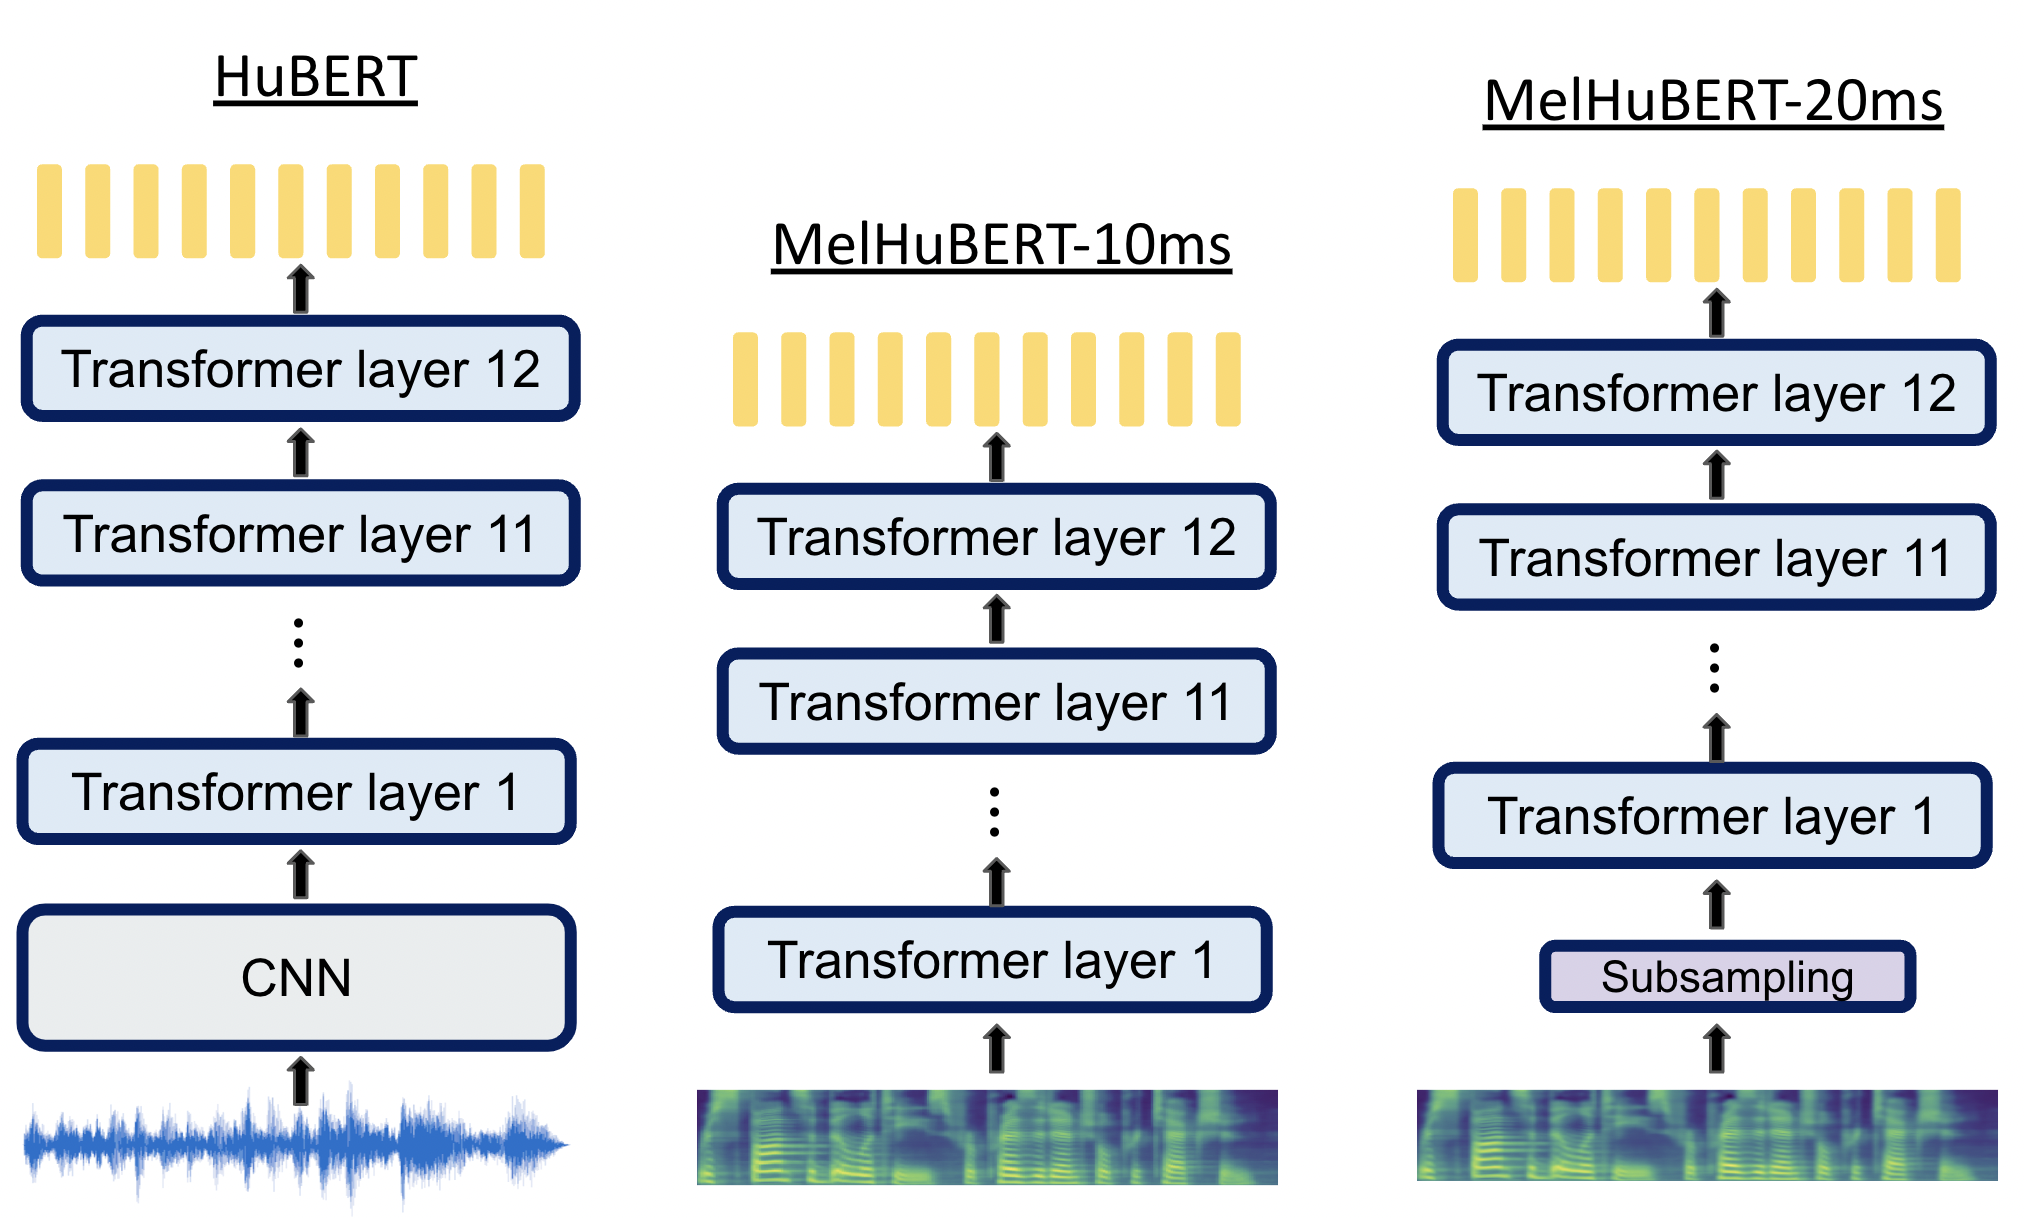 HuBERT
Transformer layer 12
Transformer layer 11
Transformer layer 1
CNN
MelHuBERT-10ms
Transformer layer 12
Transformer layer 11
Transformer layer 1
MelHuBERT-20ms
Transformer layer 12
Transformer layer 11
Transformer layer 1
Subsampling